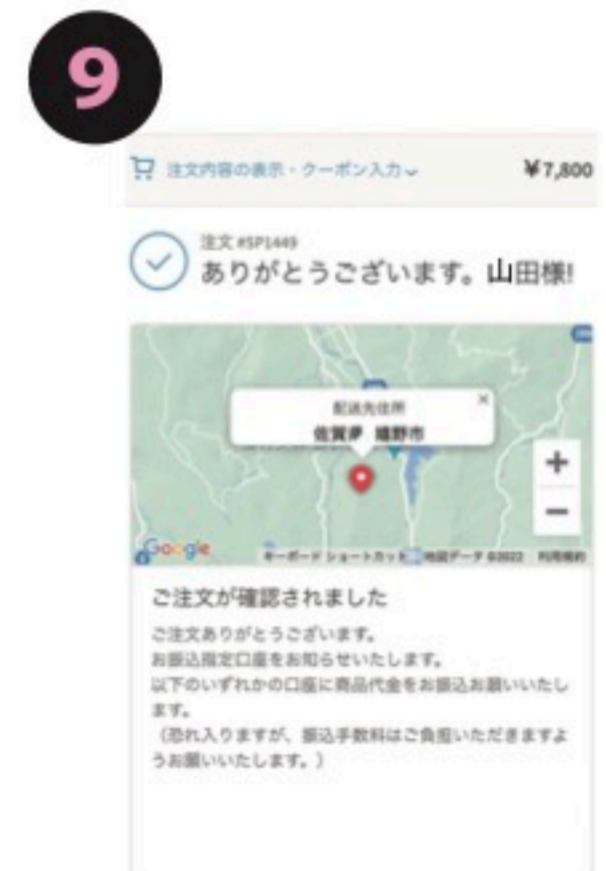 9
注文内容の表示・クーポン入力
¥7,800
注文 #SP1449
ありがとうございます。山田様!
配送先住所
嬉野市
Google
キーボード ショートカット
地図データ ©2022
利用規約
ご注文が確認されました
ご注文ありがとうございます。
お振込指定口座をお知らせいたします。
以下のいずれかの口座に商品代金をお振込お願いいたし
ます。
(恐れ入りますが、振込手数料はご負担いただきますよ
うお願いいたします。)